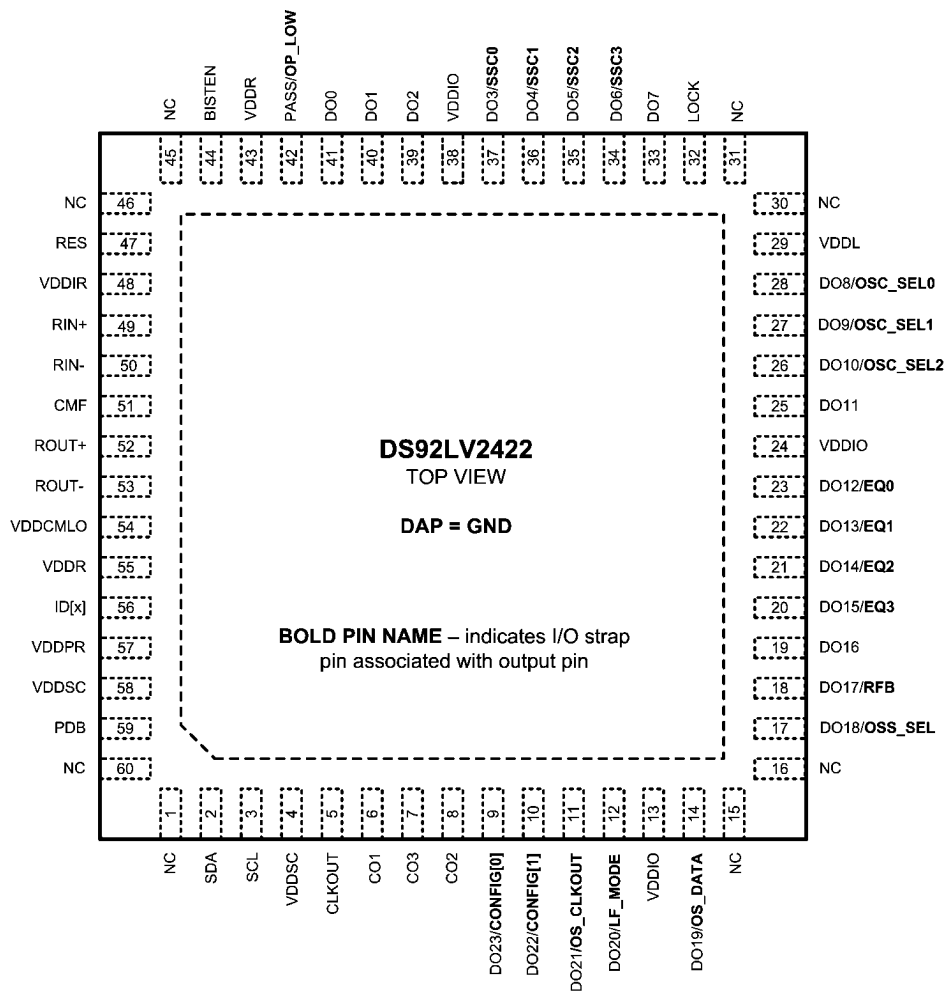 NC
BISTEN
VDDR
PASS/OP_LOW
DO0
DO1
DO2
VDDIO
DO3/SSC0
DO4/SSC1
DO5/SSC2
DO6/SSC3
DO7
LOCK
NC
45
44
43
42
41
40
39
38
37
36
35
34
33
32
31
NC 46
RES 47
VDDIR 48
RIN+ 49
RIN- 50
CMF 51
ROUT+ 52
ROUT- 53
VDDCMLO 54
VDDR 55
ID[x] 56
VDDPR 57
VDDSC 58
PDB 59
NC 60
DS92LV2422
TOP VIEW
DAP = GND
BOLD PIN NAME – indicates I/O strap
pin associated with output pin
30 NC
29 VDDL
28 DO8/OSC_SEL0
27 DO9/OSC_SEL1
26 DO10/OSC_SEL2
25 DO11
24 VDDIO
23 DO12/EQ0
22 DO13/EQ1
21 DO14/EQ2
20 DO15/EQ3
19 DO16
18 DO17/RFB
17 DO18/OSS_SEL
16 NC
1
2
3
4
5
6
7
8
9
10
11
12
13
14
15
NC
SDA
SCL
VDDSC
CLKOUT
CO1
CO3
CO2
DO23/CONFIG[0]
DO22/CONFIG[1]
DO21/OS_CLKOUT
DO20/LF_MODE
VDDIO
DO19/OS_DATA
NC